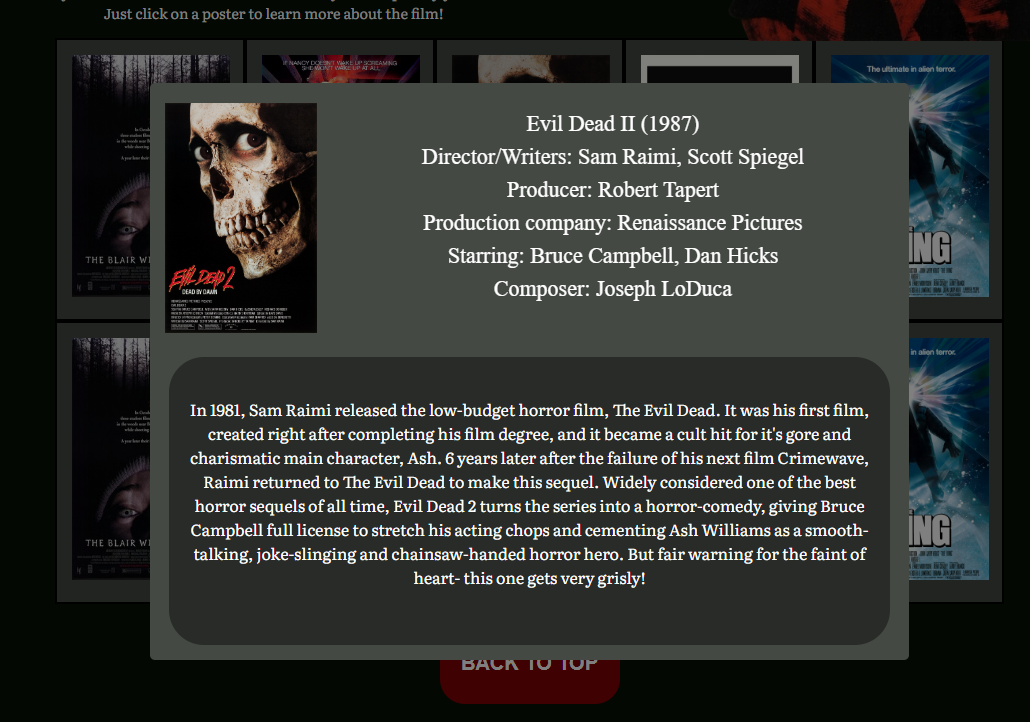 Just click on a poster to learn more about the film!
IF NANCY DOESN'T WAKE UP SCREAMING
SHE WON'T WAKE UP AT ALL
The ultimate in alien terror.
Evil Dead II (1987)
Director/Writers: Sam Raimi, Scott Spiegel
Producer: Robert Tapert
Production company: Renaissance Pictures
Starring: Bruce Campbell, Dan Hicks
Composer: Joseph LoDuca
EVIL DEAD 2
DEAD BY DAWN
THE BLAIR WI
ING
in alien terror.
In 1981, Sam Raimi released the low-budget horror film, The Evil Dead. It was his first film,
created right after completing his film degree, and it became a cult hit for it's gore and
charismatic main character, Ash. 6 years later after the failure of his next film Crimewave,
Raimi returned to The Evil Dead to make this sequel. Widely considered one of the best
horror sequels of all time, Evil Dead 2 turns the series into a horror-comedy, giving Bruce
Campbell full license to stretch his acting chops and cementing Ash Williams as a smooth-
talking, joke-slinging and chainsaw-handed horror hero. But fair warning for the faint of
heart- this one gets very grisly!
THE BLAIR WI
ING
BACK TO TOP